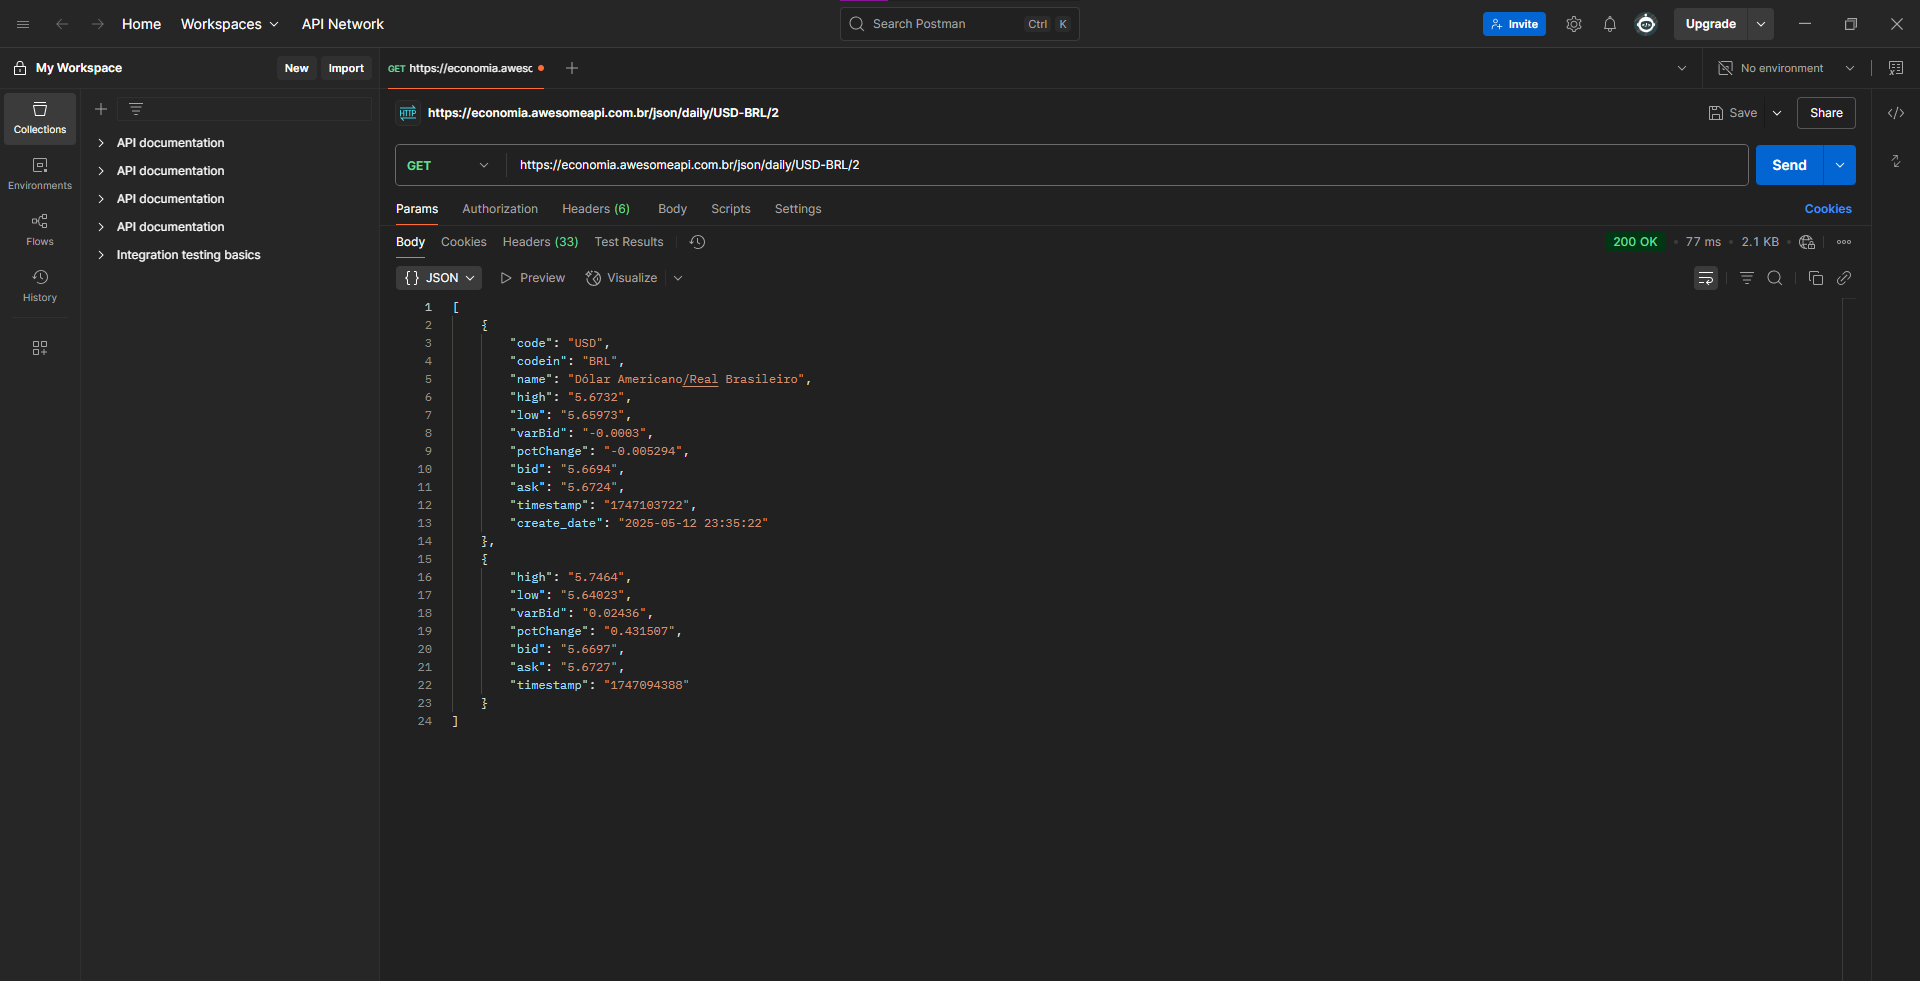 Home Workspaces API Network Search Postman Ctrl K Invite Upgrade
My Workspace New Import GET https://economia.awesc No environment
Collections
Environments
Flows
History
API documentation
API documentation
API documentation
API documentation
Integration testing basics
HTTP https://economia.awesomeapi.com.br/json/daily/USD-BRL/2 Save Share
GET https://economia.awesomeapi.com.br/json/daily/USD-BRL/2 Send
Params Authorization Headers (6) Body Scripts Settings Cookies
Body Cookies Headers (33) Test Results 200 OK • 77 ms • 2.1 KB •
{} JSON Preview Visualize
1 [
2 {
3 "code": "USD",
4 "codein": "BRL",
5 "name": "Dólar Americano/Real Brasileiro",
6 "high": "5.6732",
7 "low": "5.65973",
8 "varBid": "-0.0003",
9 "pctChange": "-0.005294",
10 "bid": "5.6694",
11 "ask": "5.6724",
12 "timestamp": "1747103722",
13 "create_date": "2025-05-12 23:35:22"
14 },
15 {
16 "high": "5.7464",
17 "low": "5.64023",
18 "varBid": "0.02436",
19 "pctChange": "0.431507",
20 "bid": "5.6697",
21 "ask": "5.6727",
22 "timestamp": "1747094388"
23 }
24 ]